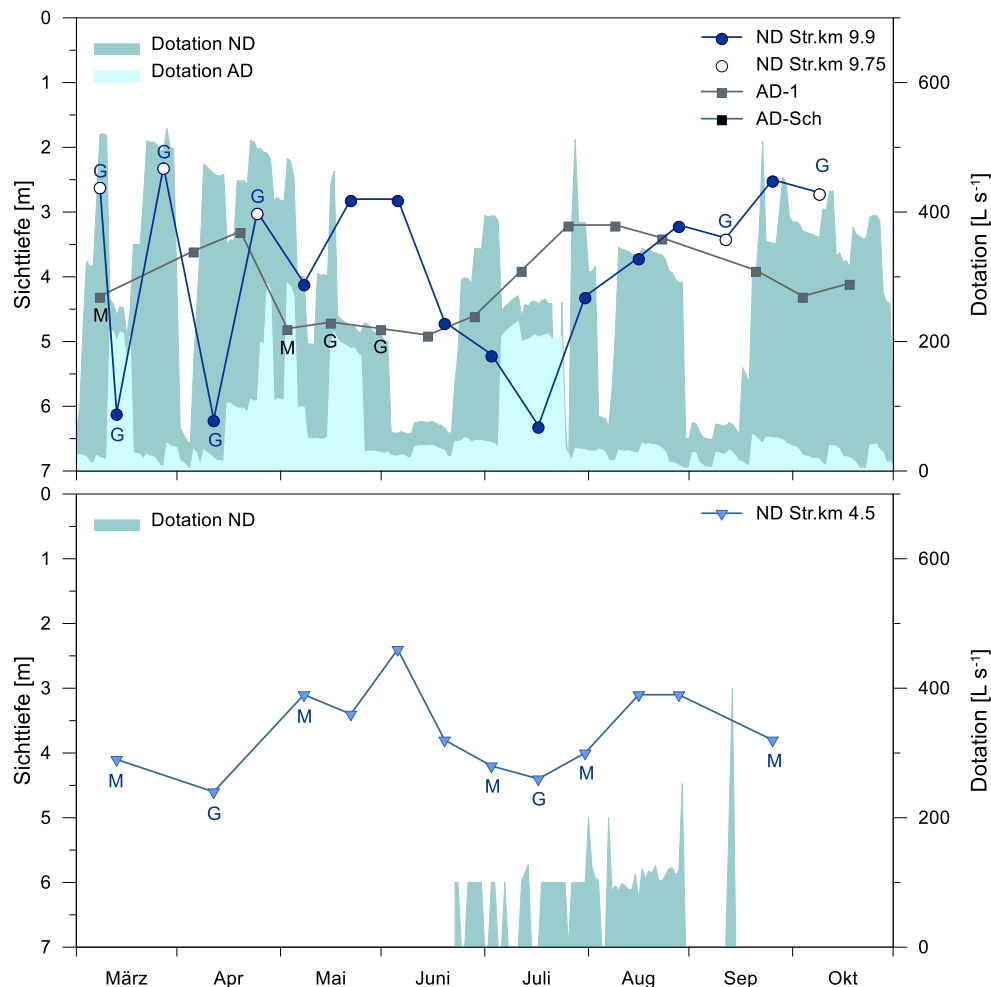 0
1
2
3
4
5
6
7
Sichttiefe [m]
Dotation ND
Dotation AD
ND Str.km 9.9
ND Str.km 9.75
AD-1
AD-Sch
600
400
200
0
Dotation [L s⁻¹]
G
G
G
G
G
M
G
G
M
G
G
0
1
2
3
4
5
6
7
Sichttiefe [m]
Dotation ND
ND Str.km 4.5
600
400
200
0
Dotation [L s⁻¹]
M
G
M
M
G
M
M
März
Apr
Mai
Juni
Juli
Aug
Sep
Okt